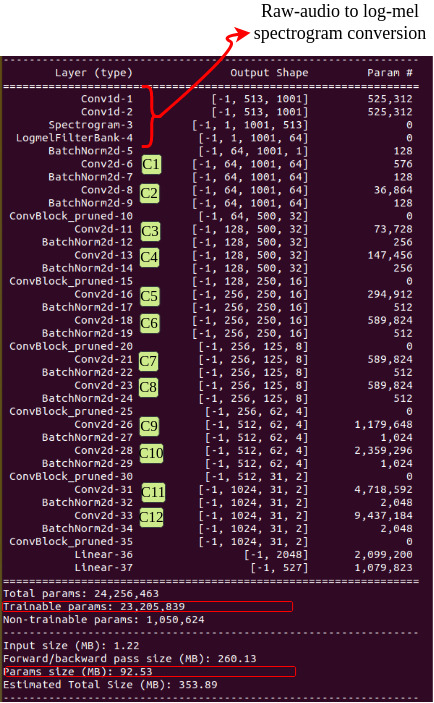 Raw-audio to log-mel
spectrogram conversion
Layer (type) Output Shape Param #
Conv1d-1 [-1, 513, 1001] 525,312
Conv1d-2 [-1, 513, 1001] 525,312
Spectrogram-3 [-1, 1, 1001, 513] 0
LogmelFilterBank-4 [-1, 1, 1001, 64] 0
BatchNorm2d-5 [-1, 64, 1001, 1] 128
Conv2d-6 C1 [-1, 64, 1001, 64] 576
BatchNorm2d-7 [-1, 64, 1001, 64] 128
Conv2d-8 C2 [-1, 64, 1001, 64] 36,864
BatchNorm2d-9 [-1, 64, 1001, 64] 128
ConvBlock_pruned-10 [-1, 64, 500, 32] 0
Conv2d-11 C3 [-1, 128, 500, 32] 73,728
BatchNorm2d-12 [-1, 128, 500, 32] 256
Conv2d-13 C4 [-1, 128, 500, 32] 147,456
BatchNorm2d-14 [-1, 128, 500, 32] 256
ConvBlock_pruned-15 [-1, 128, 250, 16] 0
Conv2d-16 C5 [-1, 256, 250, 16] 294,912
BatchNorm2d-17 [-1, 256, 250, 16] 512
Conv2d-18 C6 [-1, 256, 250, 16] 589,824
BatchNorm2d-19 [-1, 256, 250, 16] 512
ConvBlock_pruned-20 [-1, 256, 125, 8] 0
Conv2d-21 C7 [-1, 256, 125, 8] 589,824
BatchNorm2d-22 [-1, 256, 125, 8] 512
Conv2d-23 C8 [-1, 256, 125, 8] 589,824
BatchNorm2d-24 [-1, 256, 125, 8] 512
ConvBlock_pruned-25 [-1, 256, 62, 4] 0
Conv2d-26 C9 [-1, 512, 62, 4] 1,179,648
BatchNorm2d-27 [-1, 512, 62, 4] 1,024
Conv2d-28 C10 [-1, 512, 62, 4] 2,359,296
BatchNorm2d-29 [-1, 512, 62, 4] 1,024
ConvBlock_pruned-30 [-1, 512, 31, 2] 0
Conv2d-31 C11 [-1, 1024, 31, 2] 4,718,592
BatchNorm2d-32 [-1, 1024, 31, 2] 2,048
Conv2d-33 C12 [-1, 1024, 31, 2] 9,437,184
BatchNorm2d-34 [-1, 1024, 31, 2] 2,048
ConvBlock_pruned-35 [-1, 1024, 31, 2] 0
Linear-36 [-1, 2048] 2,099,200
Linear-37 [-1, 527] 1,079,823
Total params: 24,256,463
Trainable params: 23,205,839
Non-trainable params: 1,050,624
Input size (MB): 1.22
Forward/backward pass size (MB): 260.13
Params size (MB): 92.53
Estimated Total Size (MB): 353.89